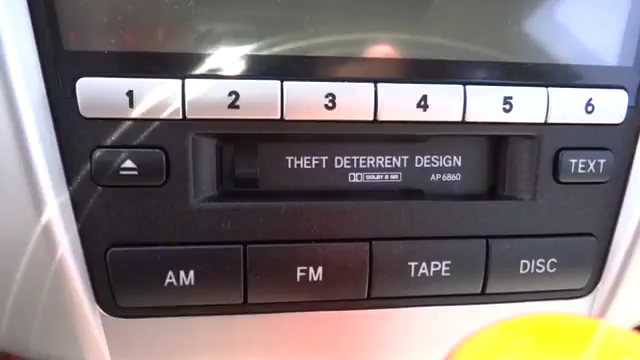 1 2 3 4 5 6
THEFT DETERRENT DESIGN
DOLBY B NR AP6860
TEXT
AM FM TAPE DISC